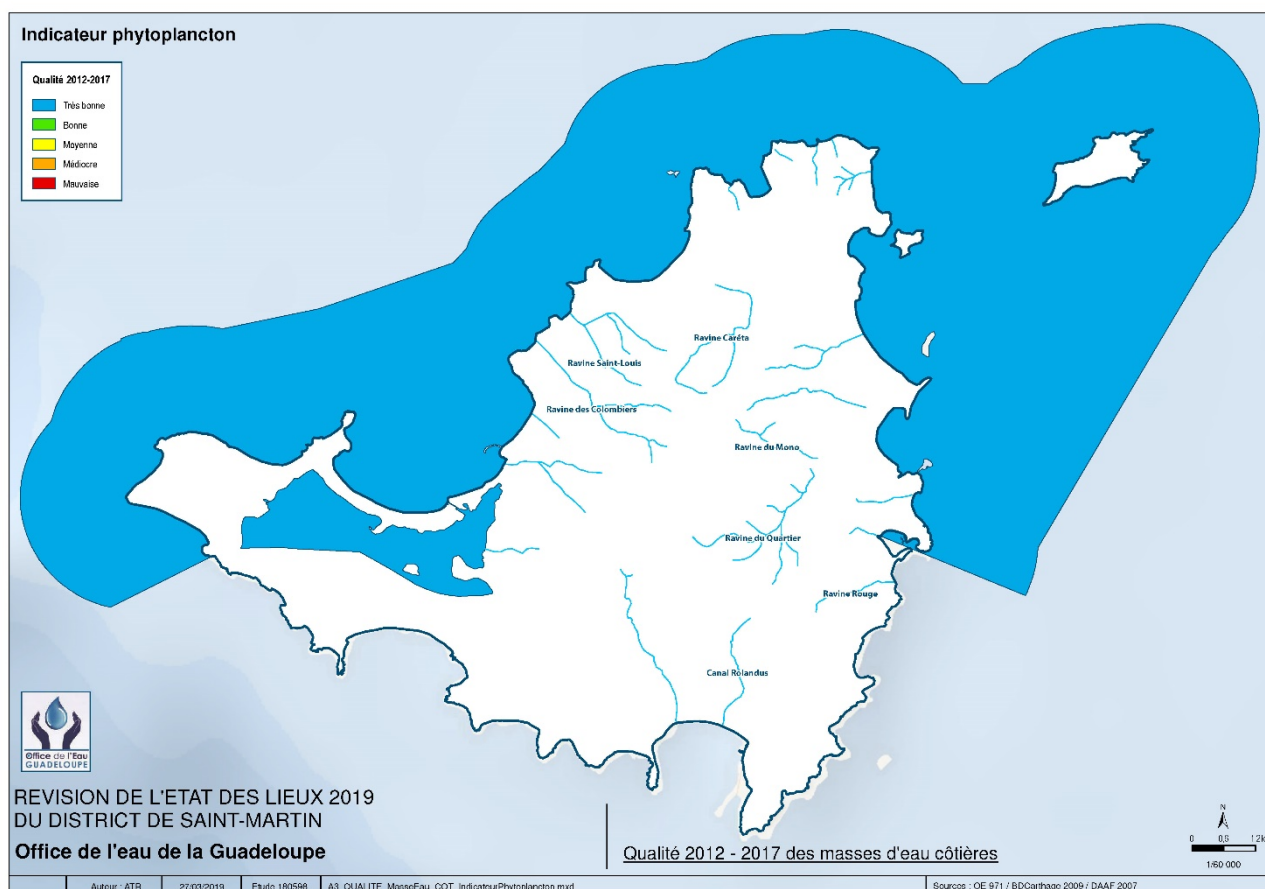 Indicateur phytoplancton
Qualité 2012-2017
Très bonne
Bonne
Moyenne
Médiocre
Mauvaise
Ravine Caréta
Ravine Saint-Louis
Ravine des Colombiers
Ravine du Mono
Ravine du Quartier
Ravine Rouge
Canal Rolandus
Office de l'Eau
GUADELOUPE
REVISION DE L'ETAT DES LIEUX 2019
DU DISTRICT DE SAINT-MARTIN
Office de l'eau de la Guadeloupe
Qualité 2012 - 2017 des masses d'eau côtières
N
0 0,6 1,2k
1/60 000
Auteur : ATR 27/03/2019 Etude 180598 A3_QUALITE_MasseEau_COT_IndicateurPhytoplancton.mxd Sources : OE 971 / BDCarthage 2009 / DAAF 2007